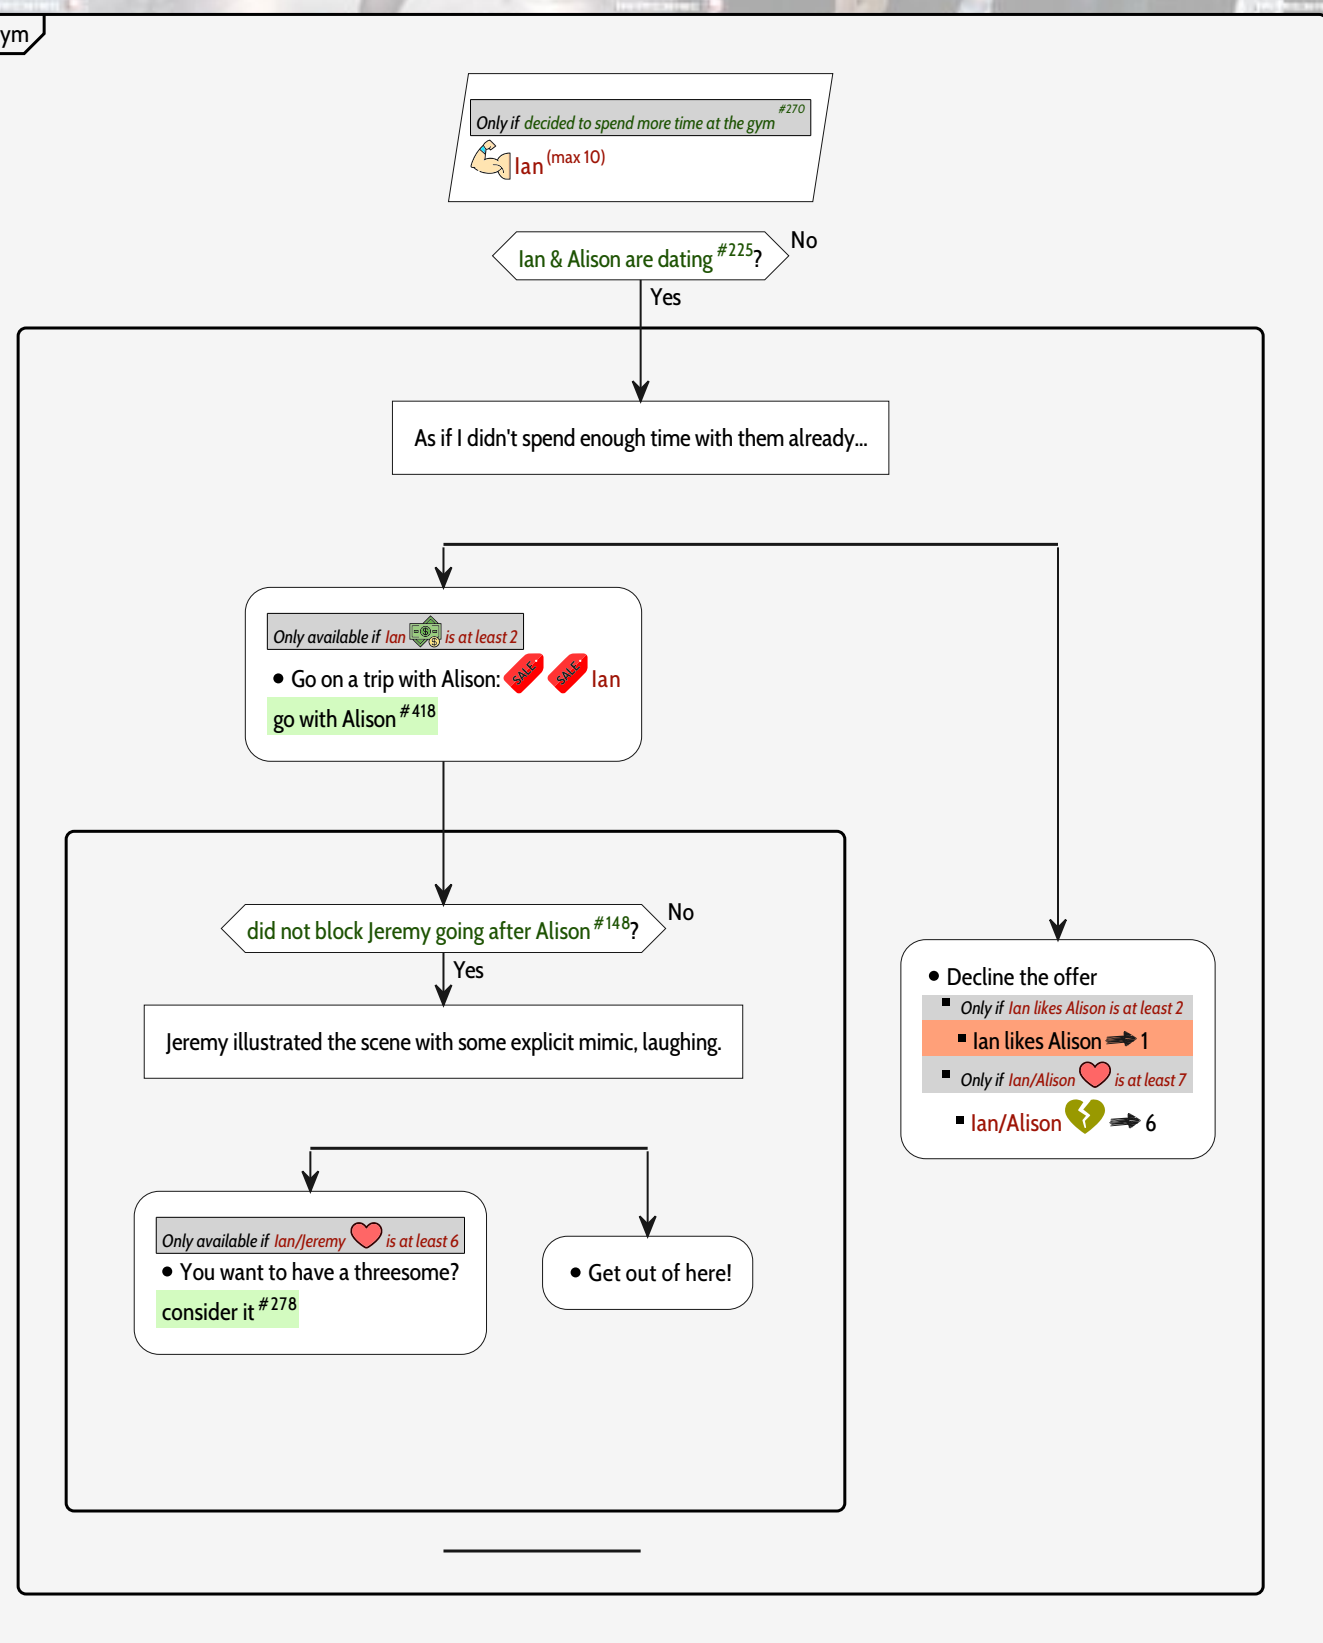 ym
Only if decided to spend more time at the gym #270
Ian (max 10)
Ian & Alison are dating #225?
No
Yes
As if I didn't spend enough time with them already...
Only available if Ian is at least 2
• Go on a trip with Alison: SALE SALE Ian
go with Alison #418
did not block Jeremy going after Alison #148?
No
Yes
Jeremy illustrated the scene with some explicit mimic, laughing.
Only available if Ian/Jeremy is at least 6
• You want to have a threesome?
consider it #278
• Get out of here!
• Decline the offer
▪ Only if Ian likes Alison is at least 2
▪ Ian likes Alison ➡ 1
▪ Only if Ian/Alison is at least 7
▪ Ian/Alison ➡ 6